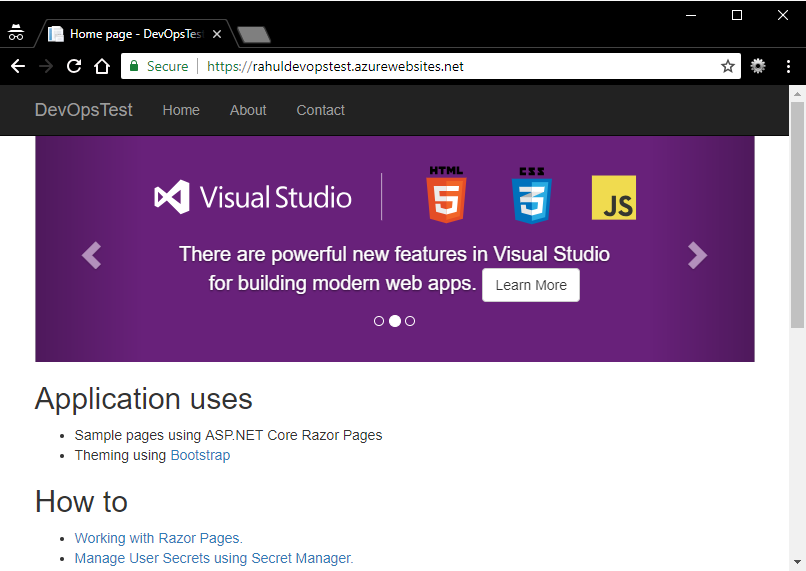 Home page - DevOpsTest
Secure https://rahuldevopstest.azurewebsites.net
DevOpsTest Home About Contact
Visual Studio HTML 5 CSS 3 JS
There are powerful new features in Visual Studio
for building modern web apps. Learn More
Application uses
Sample pages using ASP.NET Core Razor Pages
Theming using Bootstrap
How to
Working with Razor Pages.
Manage User Secrets using Secret Manager.